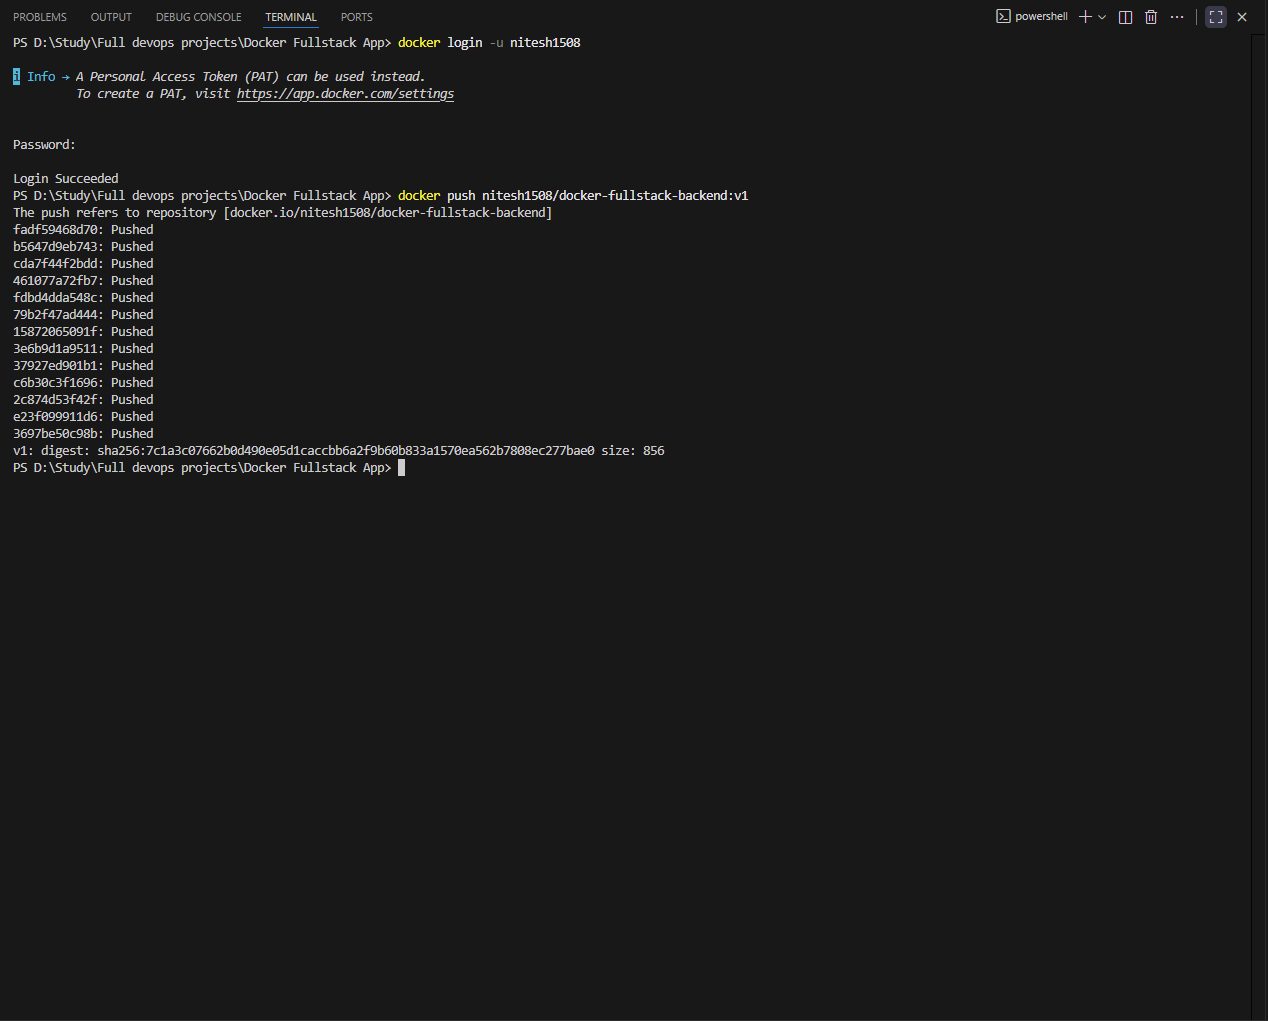 PROBLEMS OUTPUT DEBUG CONSOLE TERMINAL PORTS powershell
PS D:\Study\Full devops projects\Docker Fullstack App> docker login -u nitesh1508
i Info → A Personal Access Token (PAT) can be used instead.
To create a PAT, visit https://app.docker.com/settings
Password:
Login Succeeded
PS D:\Study\Full devops projects\Docker Fullstack App> docker push nitesh1508/docker-fullstack-backend:v1
The push refers to repository [docker.io/nitesh1508/docker-fullstack-backend]
fadf59468d70: Pushed
b5647d9eb743: Pushed
cda7f44f2bdd: Pushed
461077a72fb7: Pushed
fdbd4dda548c: Pushed
79b2f47ad444: Pushed
15872065091f: Pushed
3e6b9d1a9511: Pushed
37927ed901b1: Pushed
c6b30c3f1696: Pushed
2c874d53f42f: Pushed
e23f099911d6: Pushed
3697be50c98b: Pushed
v1: digest: sha256:7c1a3c07662b0d490e05d1caccbb6a2f9b60b833a1570ea562b7808ec277bae0 size: 856
PS D:\Study\Full devops projects\Docker Fullstack App>